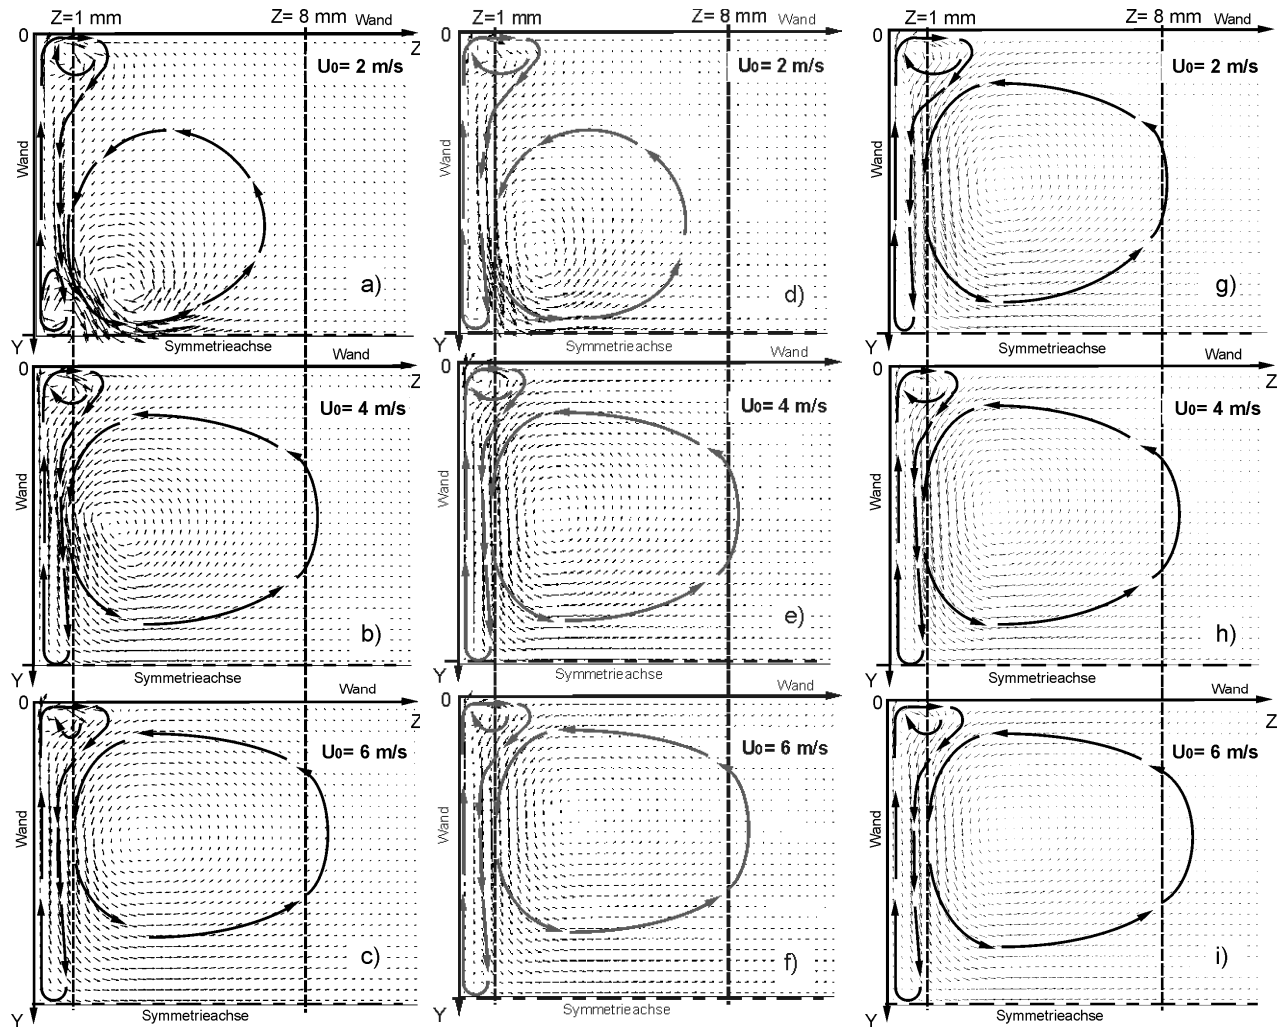 Z=1 mm Z= 8 mm Wand
0 Z
U0= 2 m/s
Wand
a)
Y Symmetrieachse
Z=1 mm Z= 8 mm Wand
0
U0= 2 m/s
Wand
d)
Y Symmetrieachse
Z=1 mm Z= 8 mm Wand
0
U0= 2 m/s
Wand
g)
Y Symmetrieachse
Wand
0 Z
U0= 4 m/s
Wand
b)
Y Symmetrieachse
Wand
0
U0= 4 m/s
Wand
e)
Y Symmetrieachse
Wand
0 Z
U0= 4 m/s
Wand
h)
Y Symmetrieachse
Wand
0 Z
U0= 6 m/s
Wand
c)
Y Symmetrieachse
Wand
0
U0= 6 m/s
Wand
f)
Y Symmetrieachse
Wand
0 Z
U0= 6 m/s
Wand
i)
Y Symmetrieachse